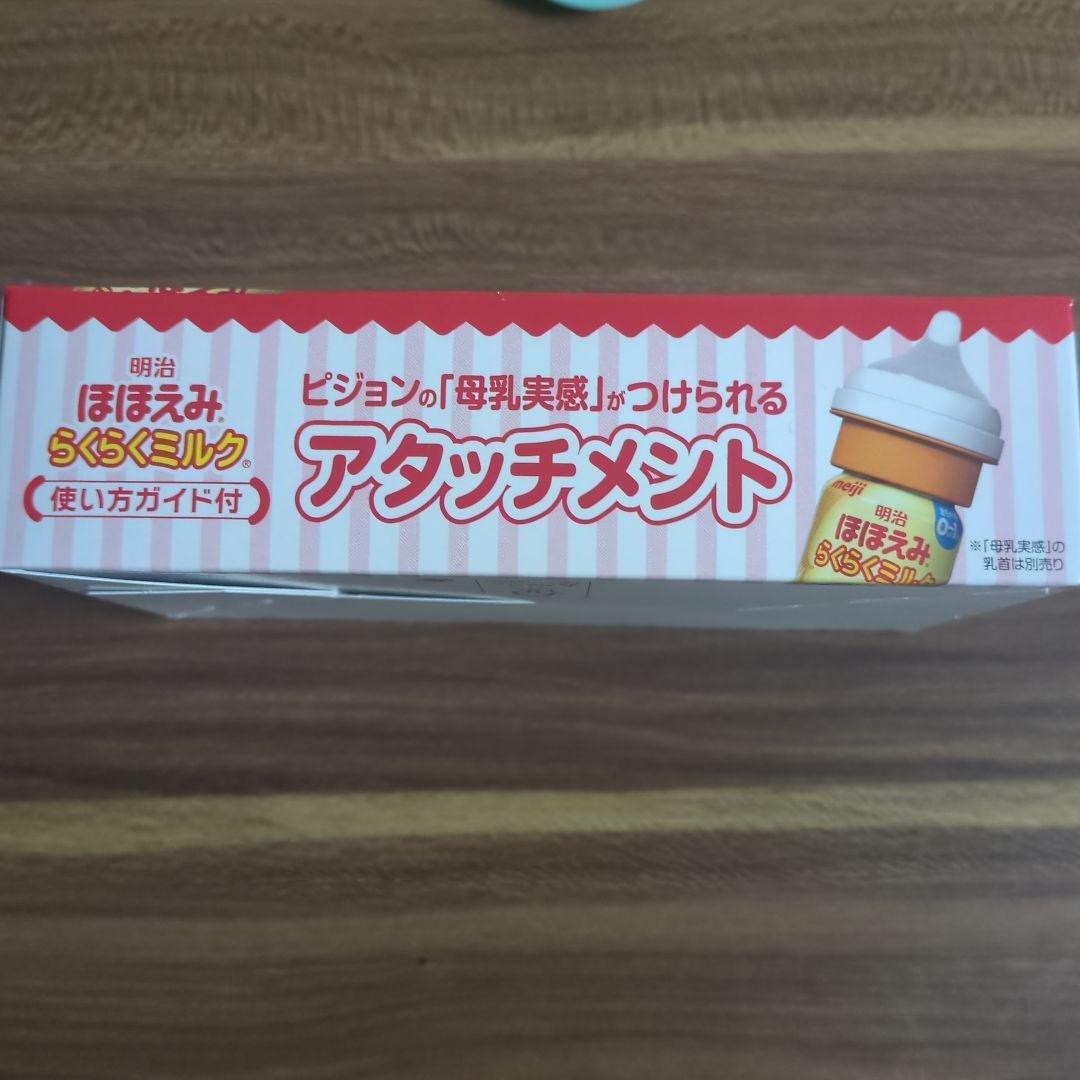 明治
ほほえみ®
らくらくミルク®
使い方ガイド付
ピジョンの「母乳実感」がつけられる
アタッチメント
meiji
明治
ほほえみ
らくらくミルク
※「母乳実感」の
乳首は別売り